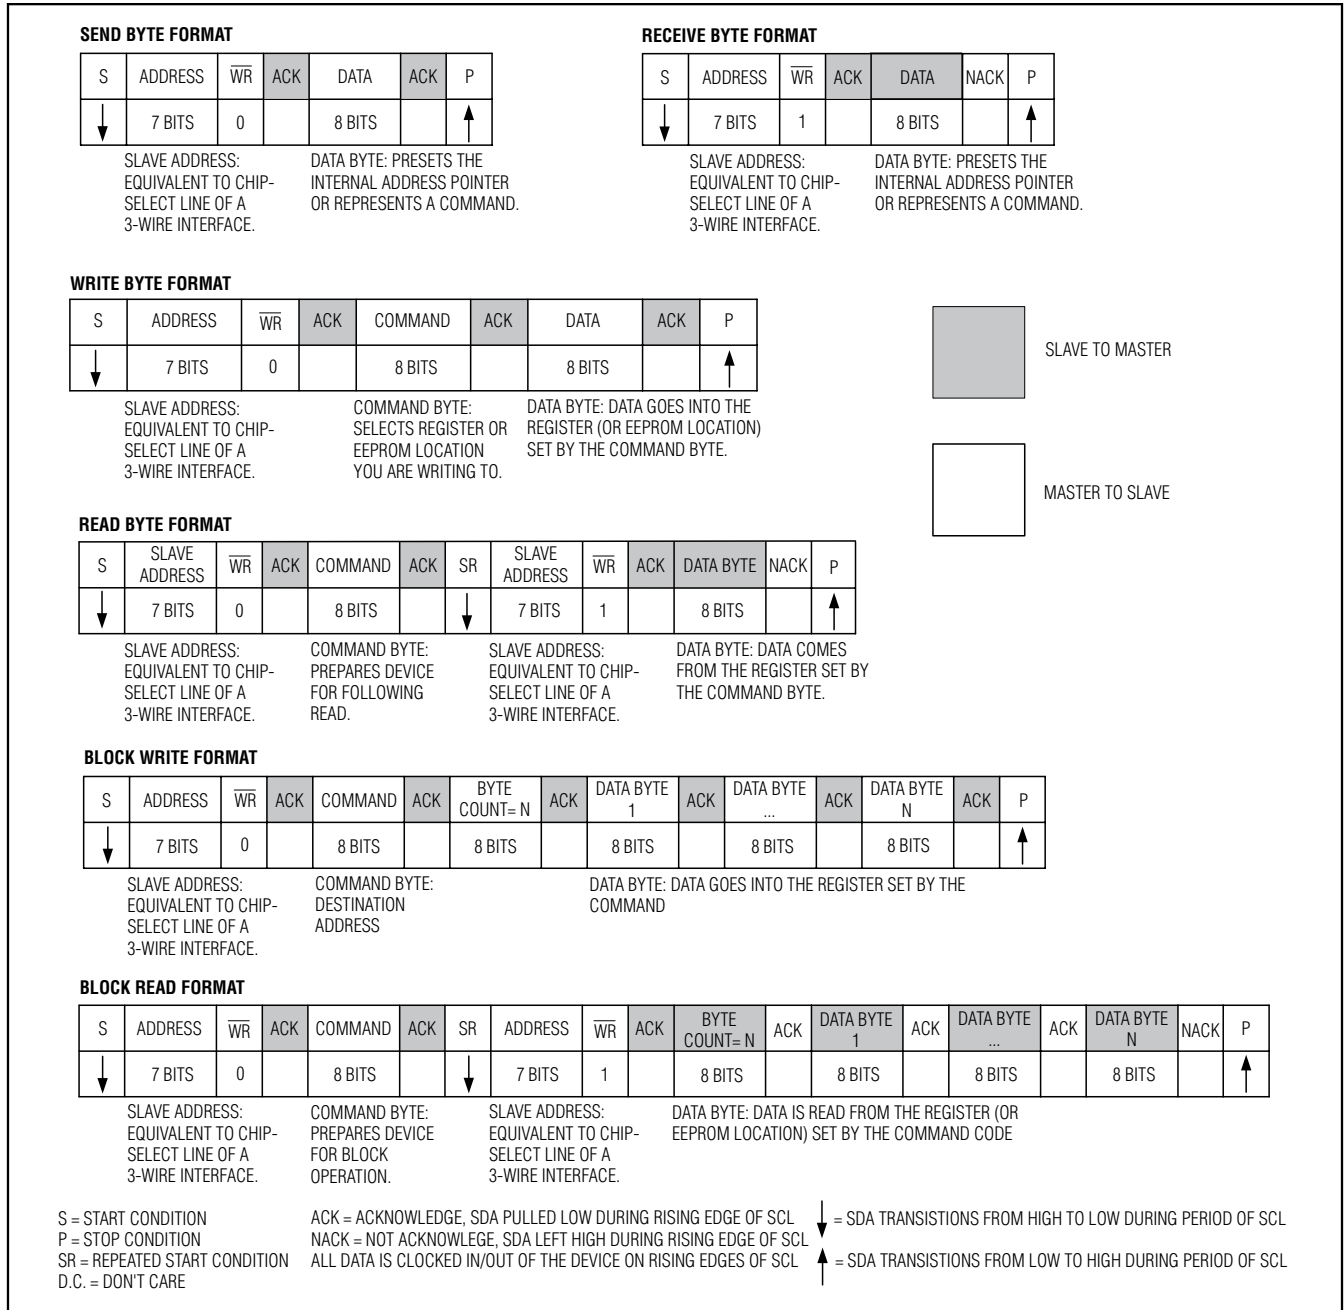 SEND BYTE FORMAT
S ADDRESS WR ACK DATA ACK P
7 BITS 0 8 BITS
SLAVE ADDRESS:
EQUIVALENT TO CHIP-
SELECT LINE OF A
3-WIRE INTERFACE.
DATA BYTE: PRESETS THE
INTERNAL ADDRESS POINTER
OR REPRESENTS A COMMAND.
RECEIVE BYTE FORMAT
S ADDRESS WR ACK DATA NACK P
7 BITS 1 8 BITS
SLAVE ADDRESS:
EQUIVALENT TO CHIP-
SELECT LINE OF A
3-WIRE INTERFACE.
DATA BYTE: PRESETS THE
INTERNAL ADDRESS POINTER
OR REPRESENTS A COMMAND.
WRITE BYTE FORMAT
S ADDRESS WR ACK COMMAND ACK DATA ACK P
7 BITS 0 8 BITS 8 BITS
SLAVE ADDRESS:
EQUIVALENT TO CHIP-
SELECT LINE OF A
3-WIRE INTERFACE.
COMMAND BYTE:
SELECTS REGISTER OR
EEPROM LOCATION
YOU ARE WRITING TO.
DATA BYTE: DATA GOES INTO THE
REGISTER (OR EEPROM LOCATION)
SET BY THE COMMAND BYTE.
SLAVE TO MASTER
MASTER TO SLAVE
READ BYTE FORMAT
S SLAVE ADDRESS WR ACK COMMAND ACK SR SLAVE ADDRESS WR ACK DATA BYTE NACK P
7 BITS 0 8 BITS 7 BITS 1 8 BITS
SLAVE ADDRESS:
EQUIVALENT TO CHIP-
SELECT LINE OF A
3-WIRE INTERFACE.
COMMAND BYTE:
PREPARES DEVICE
FOR FOLLOWING
READ.
SLAVE ADDRESS:
EQUIVALENT TO CHIP-
SELECT LINE OF A
3-WIRE INTERFACE.
DATA BYTE: DATA COMES
FROM THE REGISTER SET BY
THE COMMAND BYTE.
BLOCK WRITE FORMAT
S ADDRESS WR ACK COMMAND ACK BYTE COUNT= N ACK DATA BYTE 1 ACK DATA BYTE ... ACK DATA BYTE N ACK P
7 BITS 0 8 BITS 8 BITS 8 BITS 8 BITS 8 BITS
SLAVE ADDRESS:
EQUIVALENT TO CHIP-
SELECT LINE OF A
3-WIRE INTERFACE.
COMMAND BYTE:
DESTINATION
ADDRESS
DATA BYTE: DATA GOES INTO THE REGISTER SET BY THE
COMMAND
BLOCK READ FORMAT
S ADDRESS WR ACK COMMAND ACK SR ADDRESS WR ACK BYTE COUNT= N ACK DATA BYTE 1 ACK DATA BYTE ... ACK DATA BYTE N NACK P
7 BITS 0 8 BITS 7 BITS 1 8 BITS 8 BITS 8 BITS 8 BITS
SLAVE ADDRESS:
EQUIVALENT TO CHIP-
SELECT LINE OF A
3-WIRE INTERFACE.
COMMAND BYTE:
PREPARES DEVICE
FOR BLOCK
OPERATION.
SLAVE ADDRESS:
EQUIVALENT TO CHIP-
SELECT LINE OF A
3-WIRE INTERFACE.
DATA BYTE: DATA IS READ FROM THE REGISTER (OR
EEPROM LOCATION) SET BY THE COMMAND CODE
S = START CONDITION
P = STOP CONDITION
SR = REPEATED START CONDITION
D.C. = DON'T CARE
ACK = ACKNOWLEDGE, SDA PULLED LOW DURING RISING EDGE OF SCL
NACK = NOT ACKNOWLEGE, SDA LEFT HIGH DURING RISING EDGE OF SCL
ALL DATA IS CLOCKED IN/OUT OF THE DEVICE ON RISING EDGES OF SCL
= SDA TRANSISTIONS FROM HIGH TO LOW DURING PERIOD OF SCL
= SDA TRANSISTIONS FROM LOW TO HIGH DURING PERIOD OF SCL